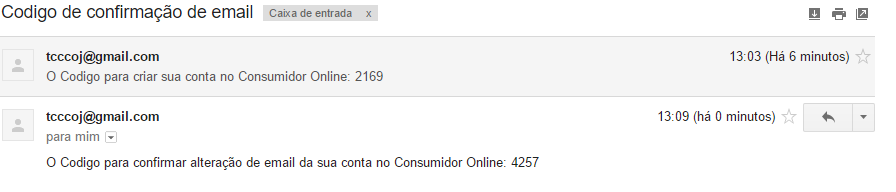 Codigo de confirmação de email Caixa de entrada x
tcccoj@gmail.com 13:03 (Há 6 minutos)
O Codigo para criar sua conta no Consumidor Online: 2169
tcccoj@gmail.com 13:09 (há 0 minutos)
para mim
O Codigo para confirmar alteração de email da sua conta no Consumidor Online: 4257